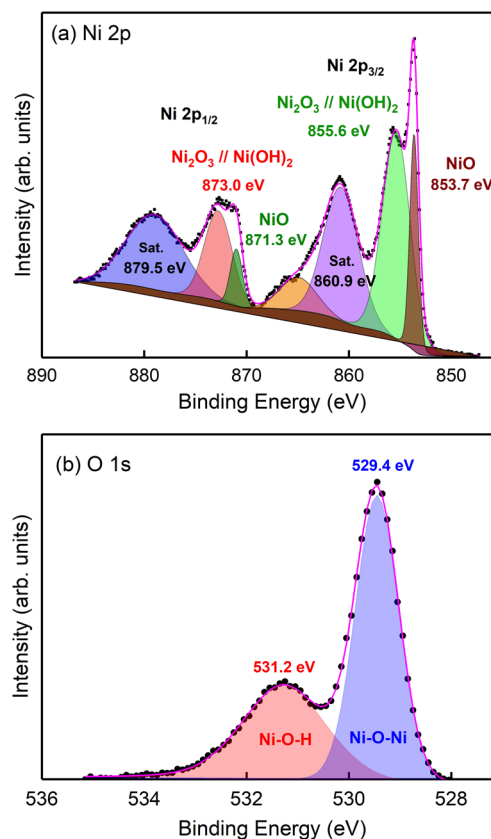 (a) Ni 2p
Ni 2p3/2
Ni2O3 // Ni(OH)2
855.6 eV
Ni 2p1/2
Ni2O3 // Ni(OH)2
873.0 eV
NiO
853.7 eV
NiO
871.3 eV
Sat.
879.5 eV
Sat.
860.9 eV
Intensity (arb. units)
890 880 870 860 850
Binding Energy (eV)
(b) O 1s
529.4 eV
531.2 eV
Ni-O-H
Ni-O-Ni
Intensity (arb. units)
536 534 532 530 528
Binding Energy (eV)